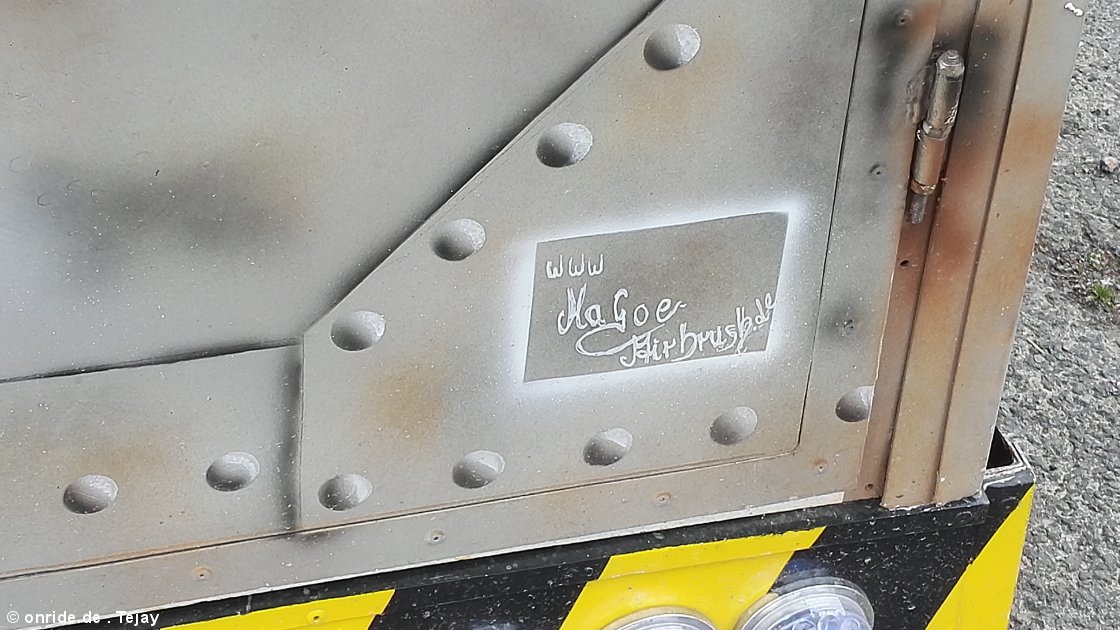 www
MaGoe-
Airbrush.de
© onride.de . Tejay